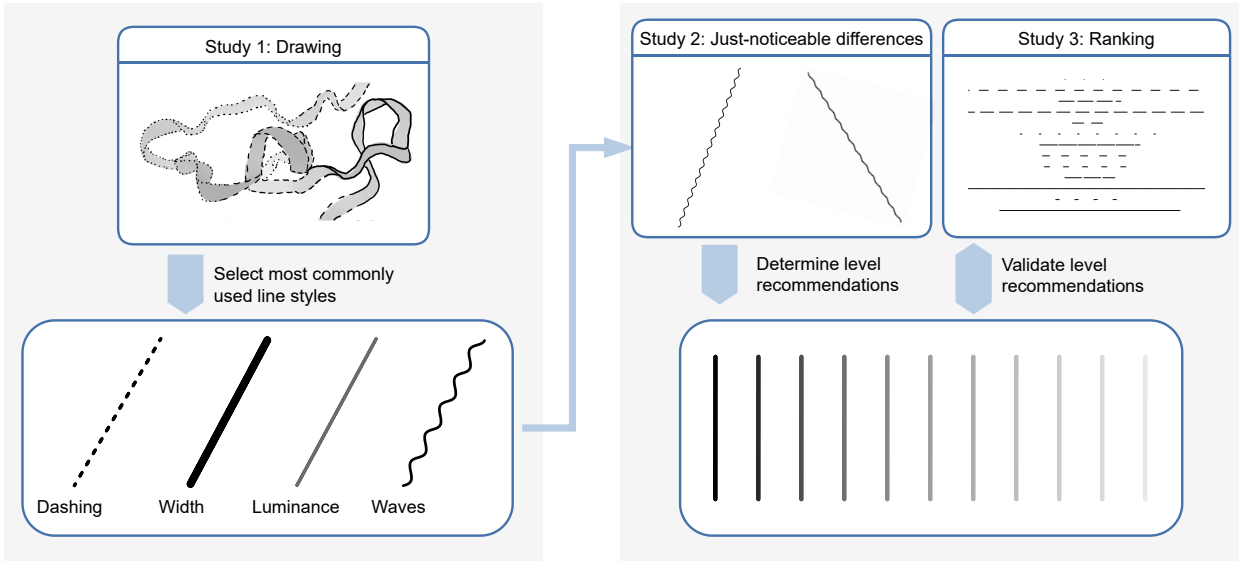 Study 1: Drawing
Select most commonly
used line styles
Dashing
Width
Luminance
Waves
Study 2: Just-noticeable differences
Study 3: Ranking
Determine level
recommendations
Validate level
recommendations